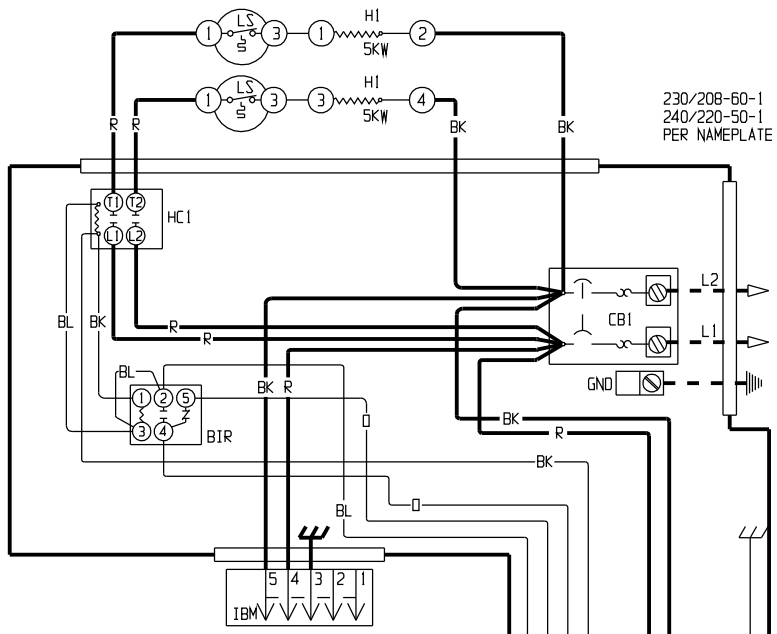 H1
1 LS 3 1 5KW 2
H1
1 LS 3 3 5KW 4
230/208-60-1
240/220-50-1
PER NAMEPLATE
R R BK BK
T1 T2
HC1
L1 L2
L2
BL BK
R
CB1
R
L1
BL
BK R
GND
1 2 5
BK
3 4
BIR
R
BK
BL
5 4 3 2 1
IBM